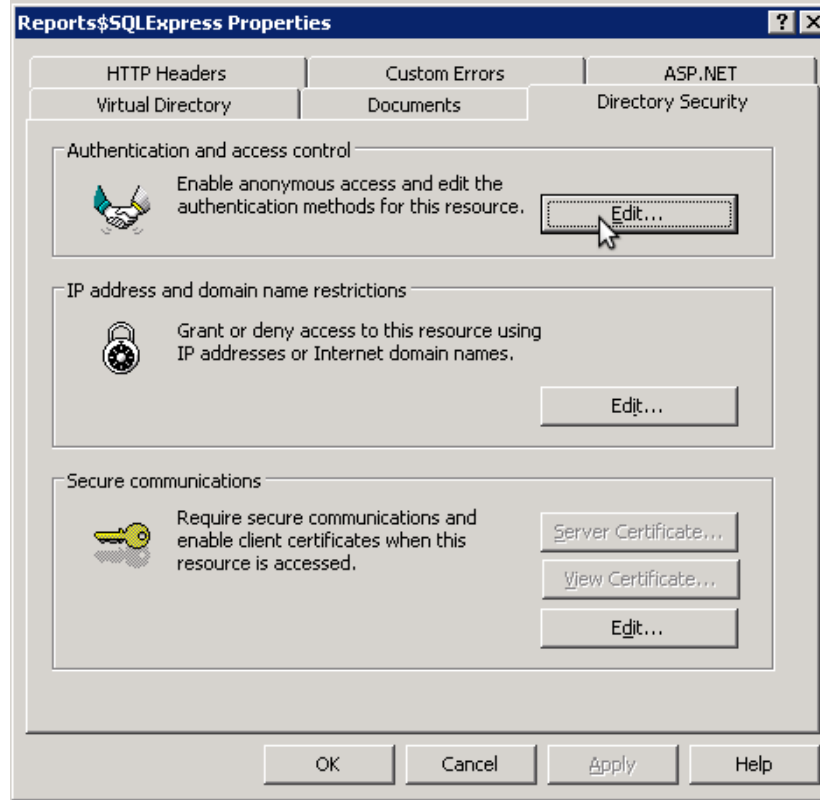 Reports$SQLExpress Properties
HTTP Headers
Custom Errors
ASP.NET
Virtual Directory
Documents
Directory Security
Authentication and access control
Enable anonymous access and edit the
authentication methods for this resource.
Edit...
IP address and domain name restrictions
Grant or deny access to this resource using
IP addresses or Internet domain names.
Edit...
Secure communications
Require secure communications and
enable client certificates when this
resource is accessed.
Server Certificate...
View Certificate...
Edit...
OK
Cancel
Apply
Help